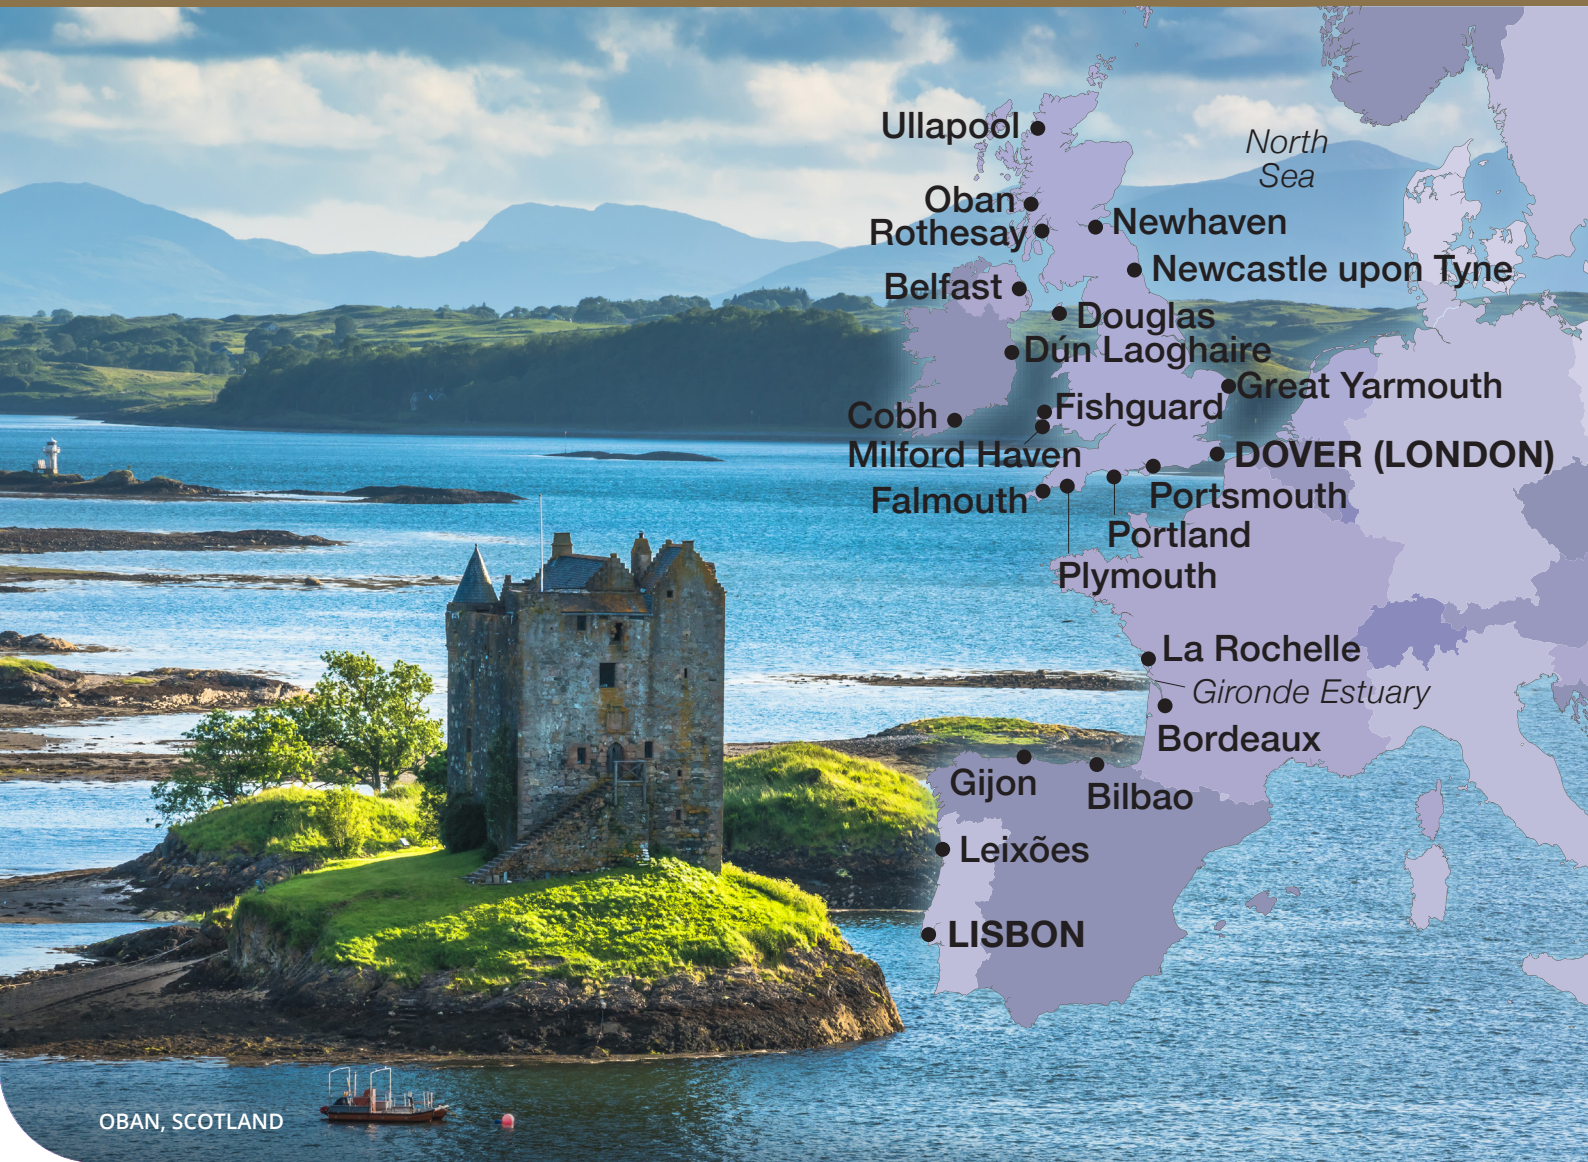 Ullapool
North
Sea
Oban
Newhaven
Rothesay
Newcastle upon Tyne
Belfast
Douglas
Dún Laoghaire
Great Yarmouth
Fishguard
Cobh
Milford Haven
DOVER (LONDON)
Falmouth
Portsmouth
Portland
Plymouth
La Rochelle
Gironde Estuary
Bordeaux
Gijon
Bilbao
Leixões
LISBON
OBAN, SCOTLAND